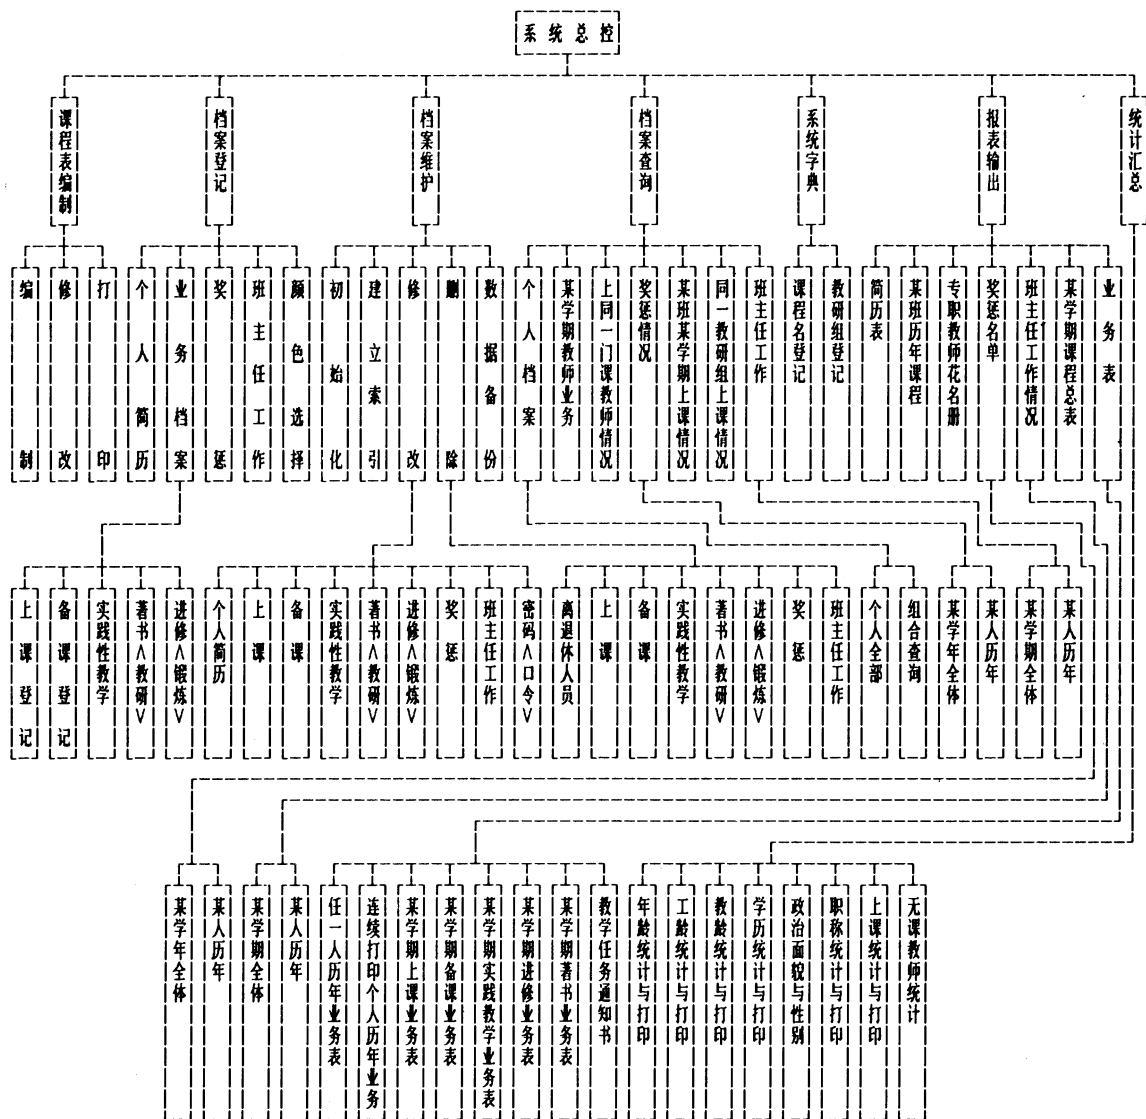 系统总控
课程表编制
档案登记
档案维护
档案查询
系统字典
报表输出
统计汇总
编制
修改
打印
个人简历
业务档案
奖惩
班主任工作
颜色选择
初始化
建立索引
修改
删除
数据备份
个人档案
某学期教师业务
上同一门课教师情况
奖惩情况
某班某学期上课情况
同一教研组上课情况
班主任工作
课程名登记
教研组登记
简历表
某班历年课程
专职教师花名册
奖惩名单
班主任工作情况
某学期课程总表
业务表
上课登记
备课登记
实践性教学
著书<教研>
进修<锻炼>
个人简历
上课
备课
实践性教学
著书<教研>
进修<锻炼>
奖惩
班主任工作
密码<口令>
离退休人员
上课
备课
实践性教学
著书<教研>
进修<锻炼>
奖惩
班主任工作
个人全部
组合查询
某学年全体
某人历年
某学期全体
某人历年
某学年全体
某人历年
某学期全体
某人历年
任一人历年业务表
连续打印个人历年业务
某学期上课业务表
某学期备课业务表
某学期实践教学业务表
某学期进修业务表
某学期著书业务表
教学任务通知书
年龄统计与打印
工龄统计与打印
教龄统计与打印
学历统计与打印
政治面貌与性别
职称统计与打印
上课统计与打印
无课教师统计